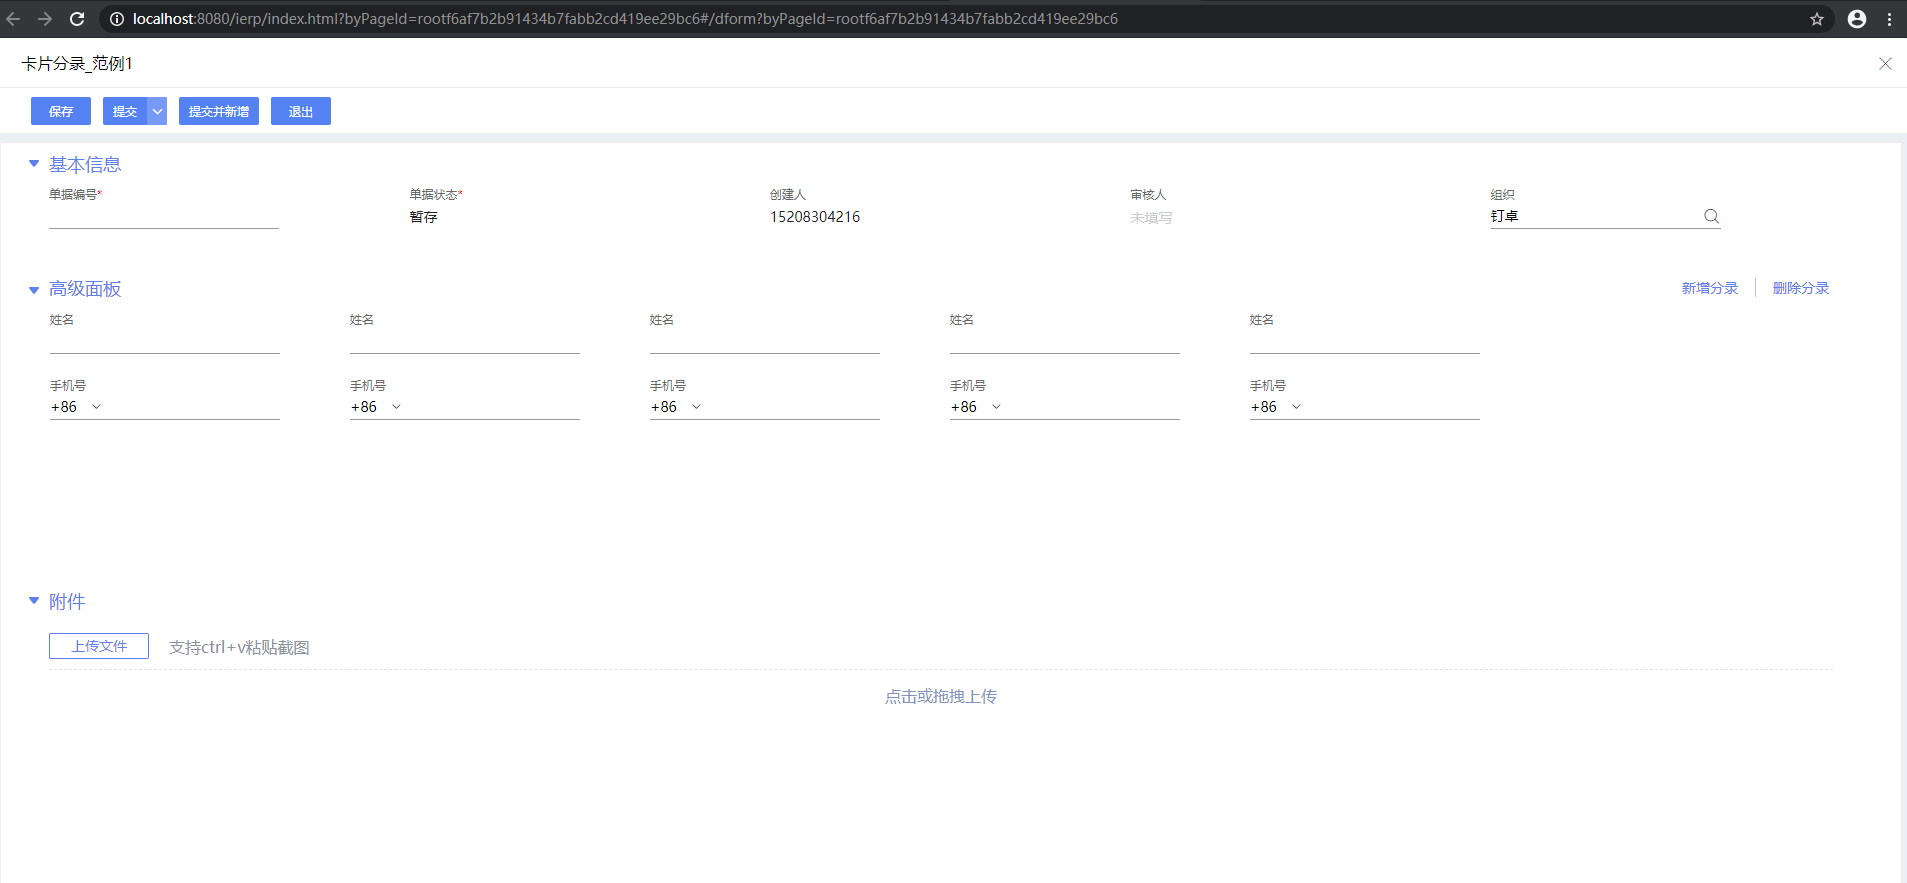 localhost:8080/ierp/index.html?byPageId=rootf6af7b2b91434b7fabb2cd419ee29bc6#/dform?byPageId=rootf6af7b2b91434b7fabb2cd419ee29bc6
卡片分录_范例1
保存 提交 提交并新增 退出
基本信息
单据编号* 单据状态* 创建人 审核人 组织
暂存 15208304216 未填写 钉卓
高级面板 新增分录 删除分录
姓名 姓名 姓名 姓名 姓名
手机号 手机号 手机号 手机号 手机号
+86 +86 +86 +86 +86
附件
上传文件 支持ctrl+v粘贴截图
点击或拖拽上传